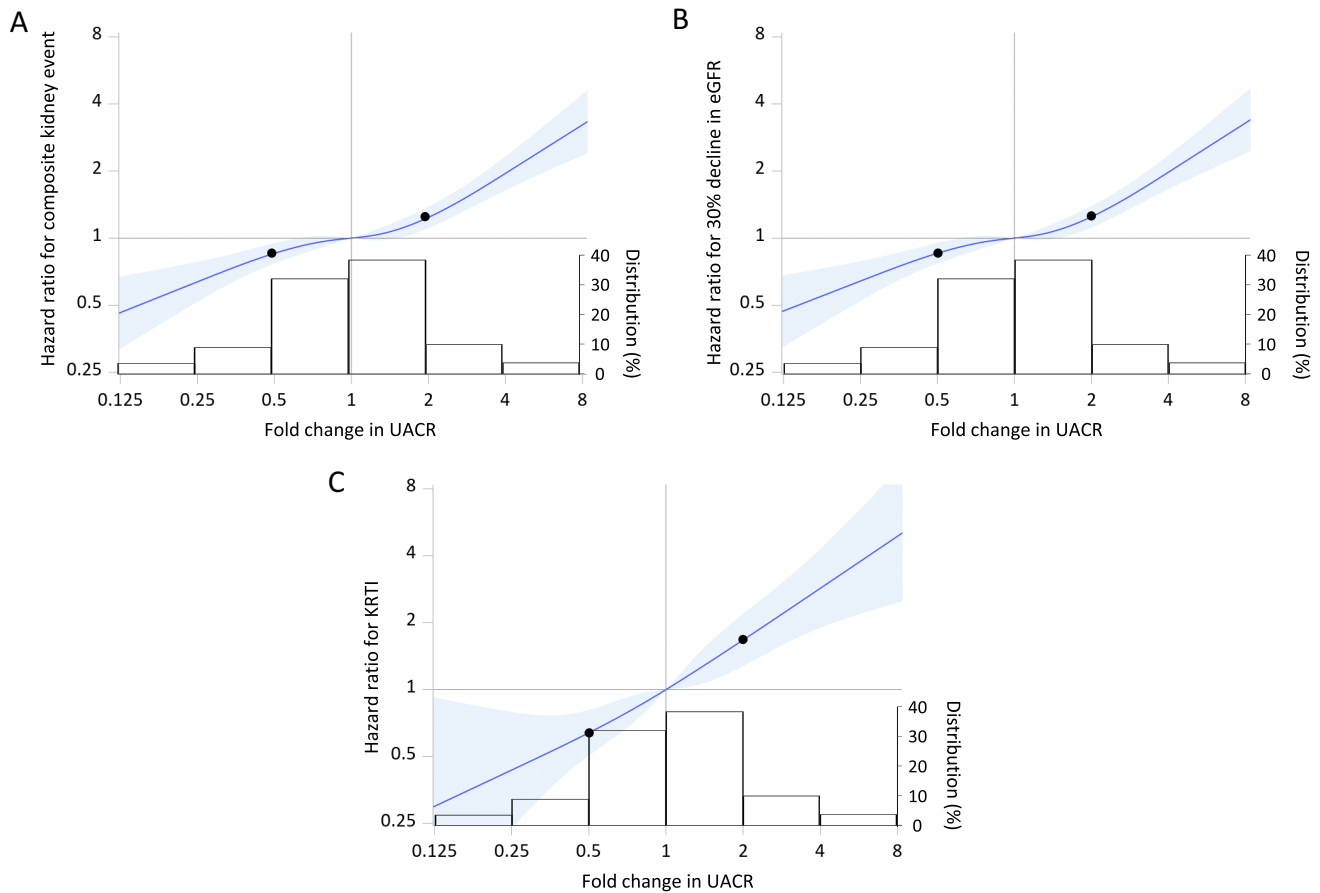 A
Hazard ratio for composite kidney event
8
4
2
1
0.5
0.25
40
30
20
10
0
Distribution (%)
0.125 0.25 0.5 1 2 4 8
Fold change in UACR
B
Hazard ratio for 30% decline in eGFR
8
4
2
1
0.5
0.25
40
30
20
10
0
Distribution (%)
0.125 0.25 0.5 1 2 4 8
Fold change in UACR
C
Hazard ratio for KRTI
8
4
2
1
0.5
0.25
40
30
20
10
0
Distribution (%)
0.125 0.25 0.5 1 2 4 8
Fold change in UACR